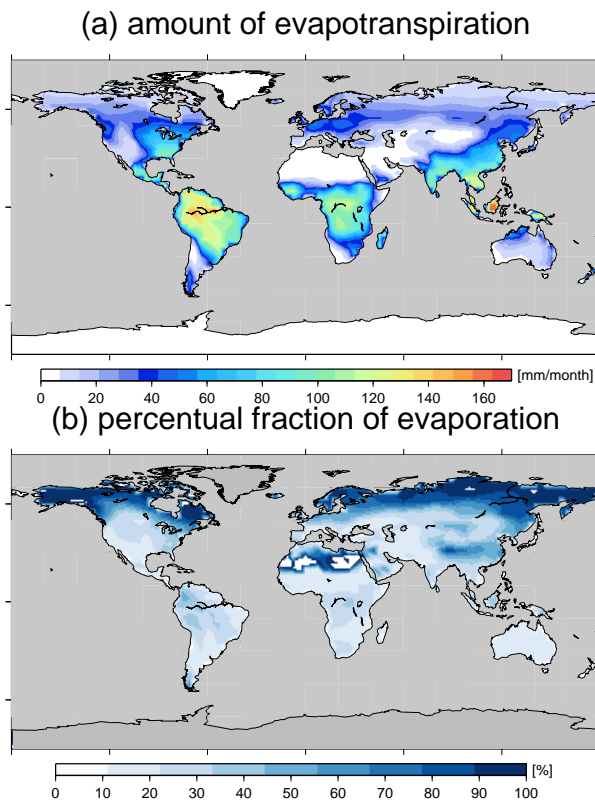 (a) amount of evapotranspiration
[mm/month]
0 20 40 60 80 100 120 140 160
(b) percentual fraction of evaporation
[%]
0 10 20 30 40 50 60 70 80 90 100